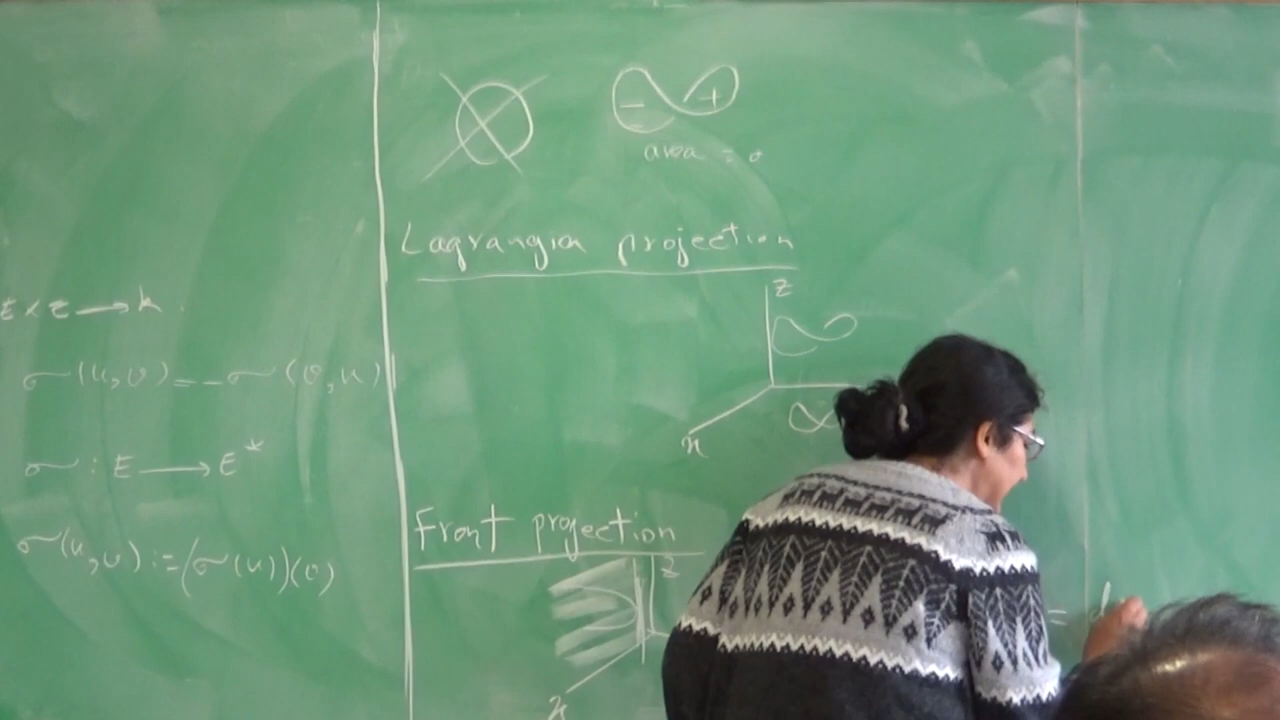 E × E → k.
σ(u,v) = -σ(v,u)
σ : E → E*
σ(u,v) := (σ(u))(v)
- +
area = 0
Lagrangian projection
z
x
Front projection
z
x
=